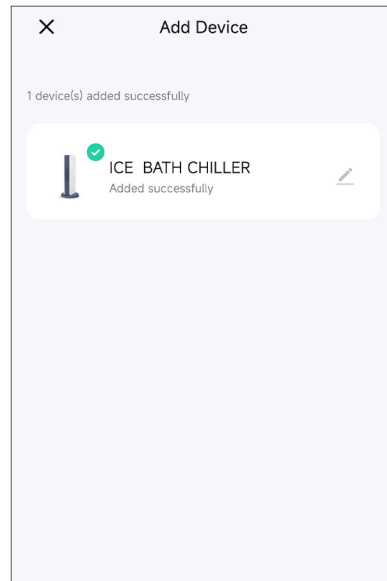 Add Device
1 device(s) added successfully
ICE BATH CHILLER
Added successfully